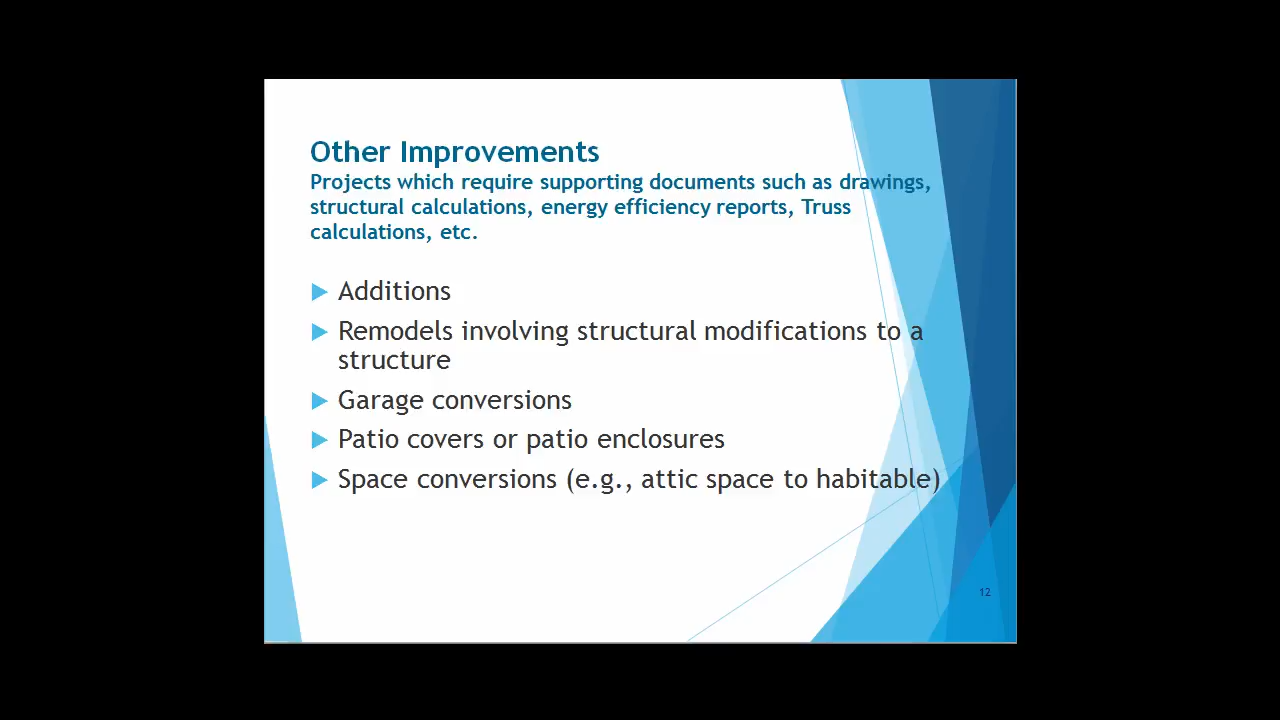 Other Improvements
Projects which require supporting documents such as drawings,
structural calculations, energy efficiency reports, Truss
calculations, etc.
Additions
Remodels involving structural modifications to a
structure
Garage conversions
Patio covers or patio enclosures
Space conversions (e.g., attic space to habitable)
12